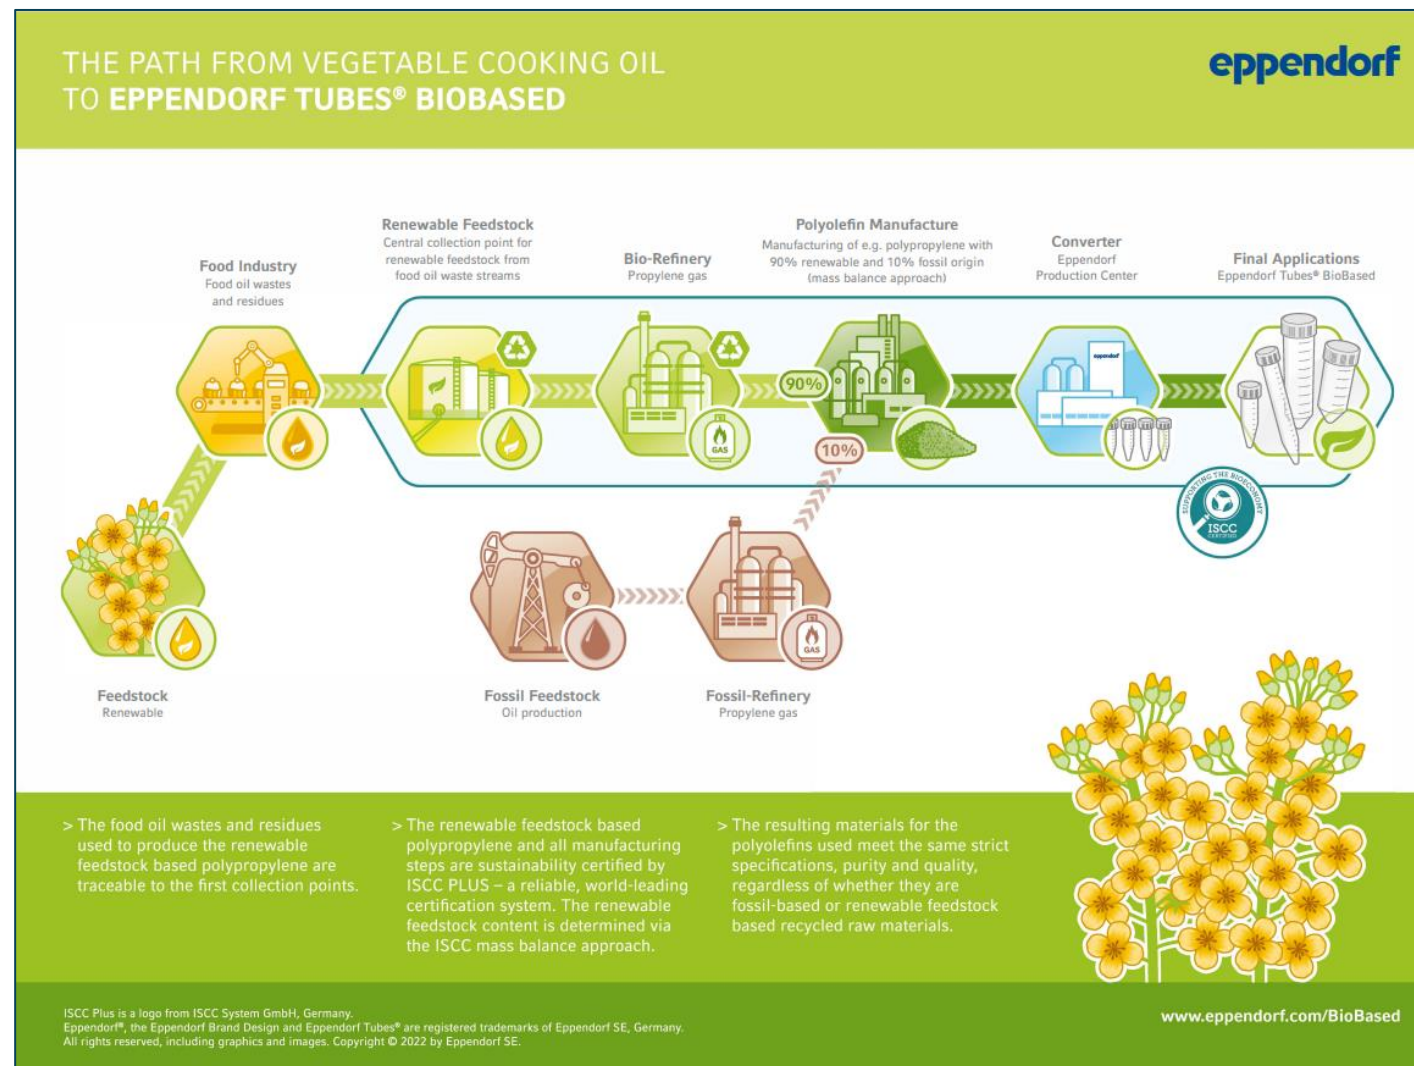 THE PATH FROM VEGETABLE COOKING OIL
TO EPPENDORF TUBES® BIOBASED
eppendorf
Food Industry
Food oil wastes
and residues
Renewable Feedstock
Central collection point for
renewable feedstock from
food oil waste streams
Bio-Refinery
Propylene gas
Polyolefin Manufacture
Manufacturing of e.g. polypropylene with
90% renewable and 10% fossil origin
(mass balance approach)
Converter
Eppendorf
Production Center
Final Applications
Eppendorf Tubes® BioBased
eppendorf
90%
GAS
10%
SUPPORTING THE BIOECONOMY
ISCC
CERTIFIED
GAS
Feedstock
Renewable
Fossil Feedstock
Oil production
Fossil-Refinery
Propylene gas
> The food oil wastes and residues
used to produce the renewable
feedstock based polypropylene are
traceable to the first collection points.
> The renewable feedstock based
polypropylene and all manufacturing
steps are sustainability certified by
ISCC PLUS – a reliable, world-leading
certification system. The renewable
feedstock content is determined via
the ISCC mass balance approach.
> The resulting materials for the
polyolefins used meet the same strict
specifications, purity and quality,
regardless of whether they are
fossil-based or renewable feedstock
based recycled raw materials.
ISCC Plus is a logo from ISCC System GmbH, Germany.
Eppendorf®, the Eppendorf Brand Design and Eppendorf Tubes® are registered trademarks of Eppendorf SE, Germany.
All rights reserved, including graphics and images. Copyright © 2022 by Eppendorf SE.
www.eppendorf.com/BioBased